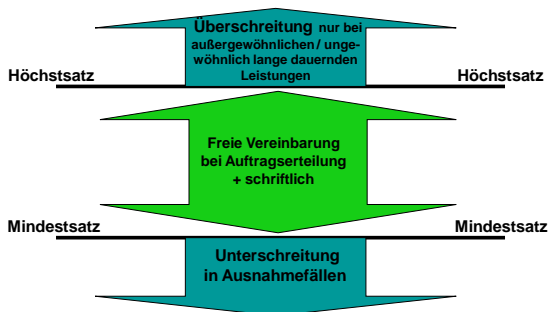 Überschreitung nur bei
außergewöhnlichen / unge-
wöhnlich lange dauernden
Leistungen
Höchstsatz
Höchstsatz
Freie Vereinbarung
bei Auftragserteilung
+ schriftlich
Mindestsatz
Mindestsatz
Unterschreitung
in Ausnahmefällen